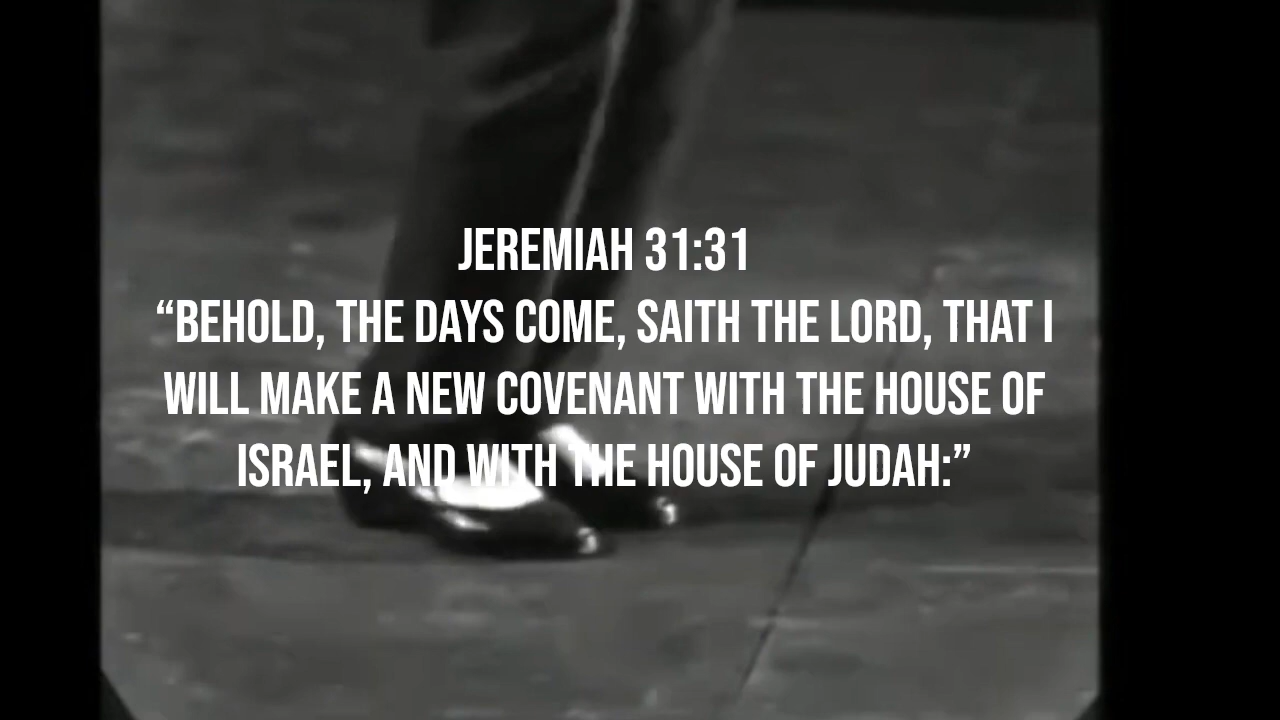 JEREMIAH 31:31
“BEHOLD, THE DAYS COME, SAITH THE LORD, THAT I
WILL MAKE A NEW COVENANT WITH THE HOUSE OF
ISRAEL, AND WITH THE HOUSE OF JUDAH:”